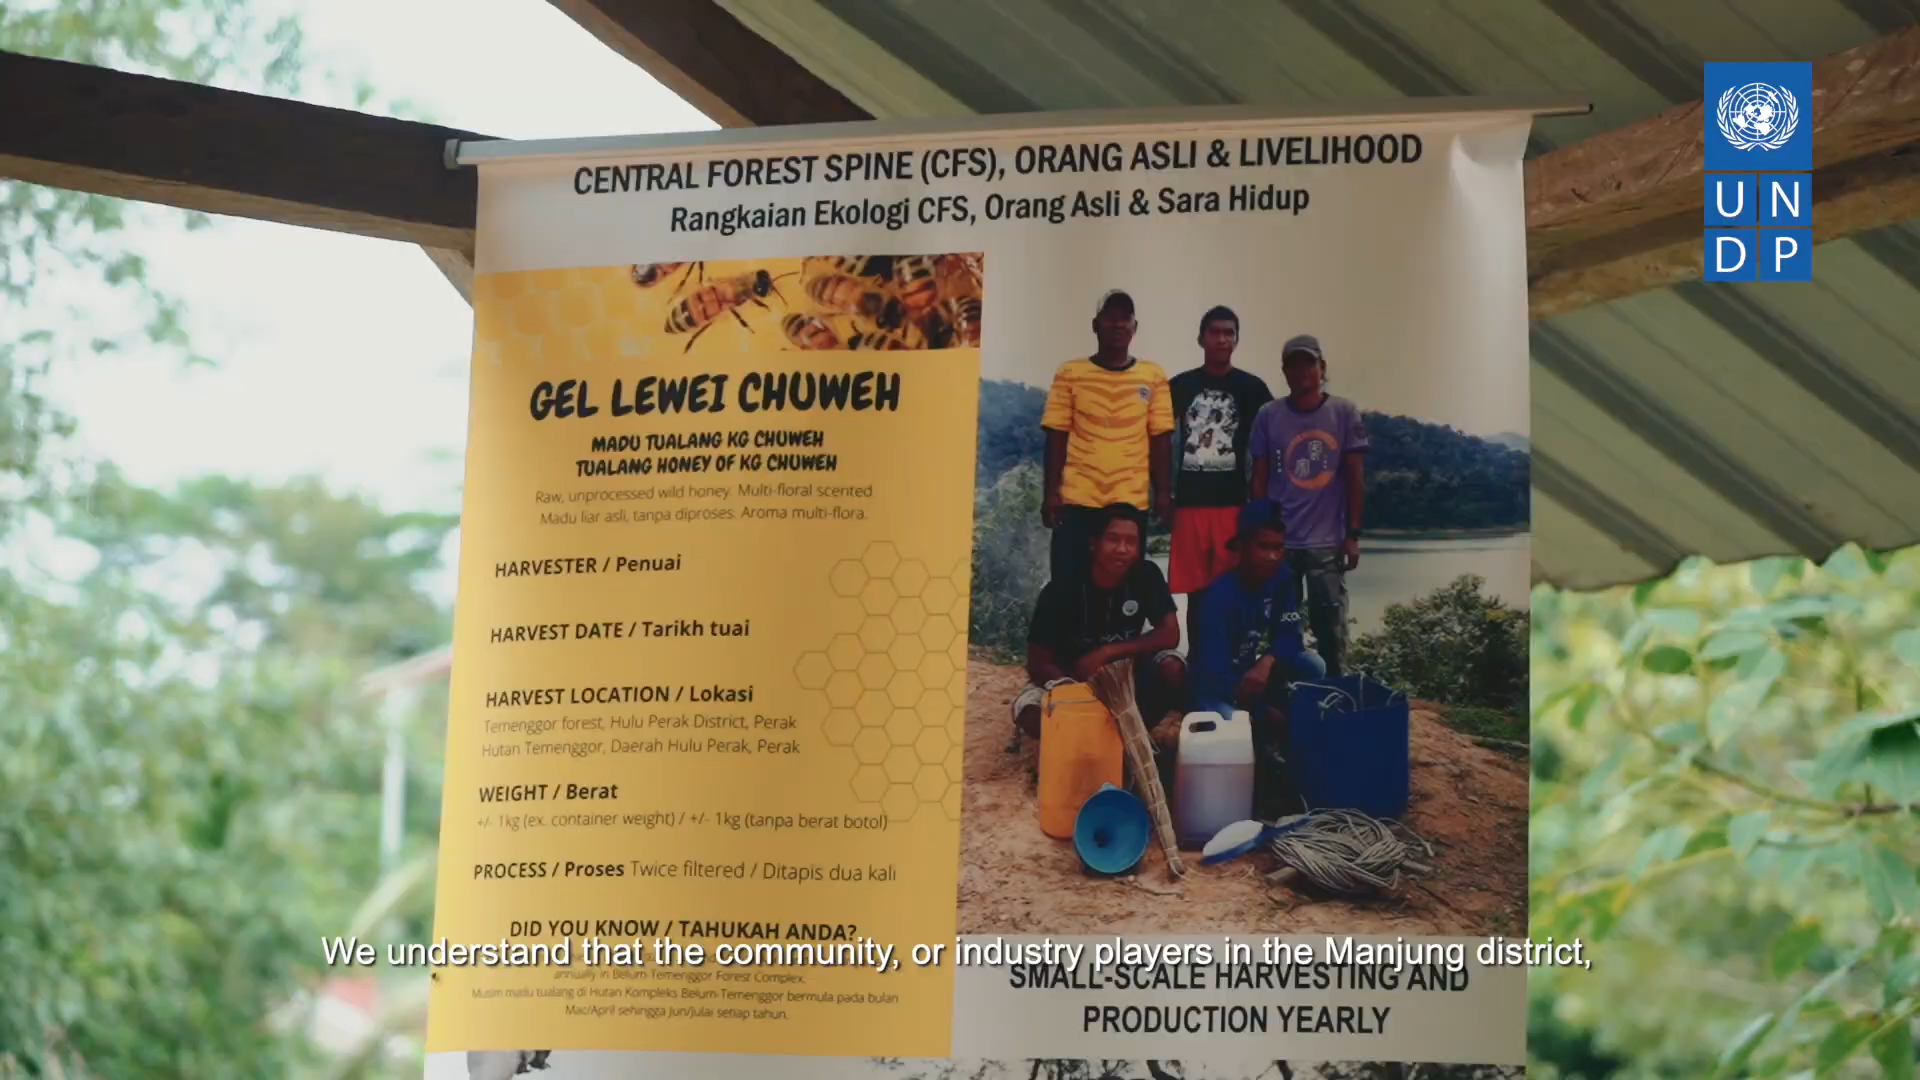 CENTRAL FOREST SPINE (CFS), ORANG ASLI & LIVELIHOOD
Rangkaian Ekologi CFS, Orang Asli & Sara Hidup
GEL LEWEI CHUWEH
MADU TUALANG KG CHUWEH
TUALANG HONEY OF KG CHUWEH
Raw, unprocessed wild honey. Multi-floral scented
Madu liar asli, tanpa diproses. Aroma multi-flora.
HARVESTER / Penuai
HARVEST DATE / Tarikh tuai
HARVEST LOCATION / Lokasi
Temenggor forest, Hulu Perak District, Perak
Hutan Temenggor, Daerah Hulu Perak, Perak
WEIGHT / Berat
+/- 1kg (ex. container weight) / +/- 1kg (tanpa berat botol)
PROCESS / Proses Twice filtered / Ditapis dua kali
DID YOU KNOW / TAHUKAH ANDA?
annually in Belum-Temenggor Forest Complex.
Musim madu tualang di Hutan Kompleks Belum-Temenggor bermula pada bulan
Mac/April sehingga Jun/Julai setiap tahun.
SMALL-SCALE HARVESTING AND
PRODUCTION YEARLY
We understand that the community, or industry players in the Manjung district,
U N
D P